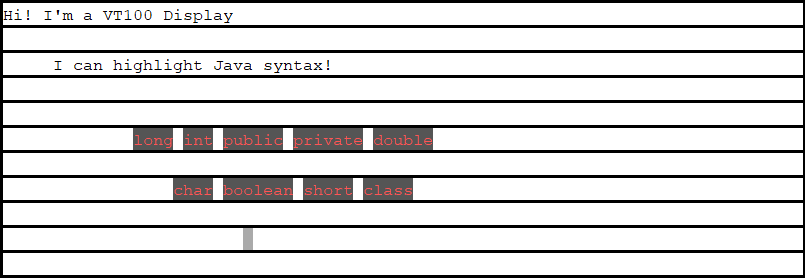 Hi! I'm a VT100 Display
I can highlight Java syntax!
long int public private double
char boolean short class